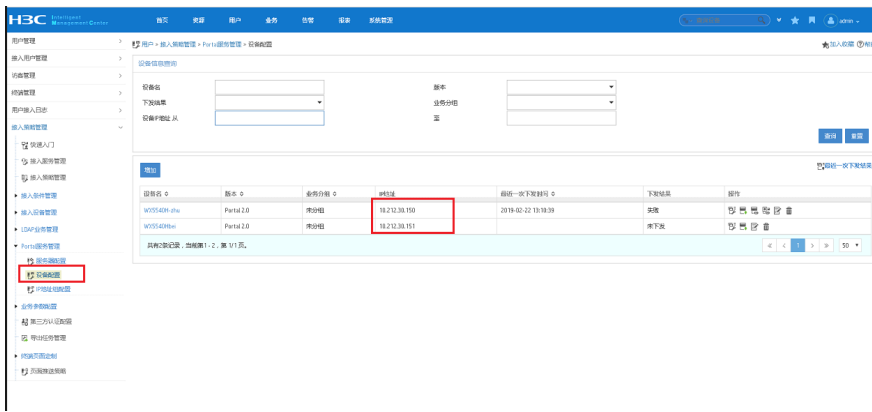 H3C Intelligent Management Center
首页 资源 用户 业务 告警 报表 系统管理
admin
用户管理
接入用户管理
访客管理
终端管理
用户接入日志
接入策略管理
快速入门
接入服务管理
接入策略管理
接入条件管理
接入设备管理
LDAP业务管理
Portal服务管理
服务器配置
设备配置
IP地址组配置
业务参数配置
第三方认证配置
导出任务管理
终端页面定制
页面推送策略
用户 > 接入策略管理 > Portal服务管理 > 设备配置
加入收藏
设备信息查询
设备名 版本
下发结果 业务分组
设备IP地址 从 至
查询 重置
增加
最近一次下发结果
设备名 版本 业务分组 IP地址 最近一次下发时间 下发结果 操作
WX5540H-zhu Portal 2.0 未分组 10.212.30.150 2019-02-22 13:10:39 失败
WX5540Hbei Portal 2.0 未分组 10.212.30.151 未下发
共有2条记录，当前第1 - 2，第 1/1 页。
« < 1 > » 50